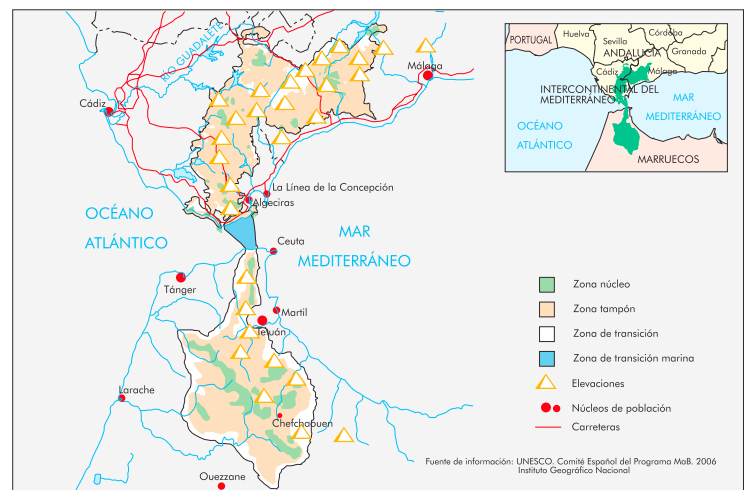 RÍO GUADALETE
Málaga
Cádiz
La Línea de la Concepción
Algeciras
OCÉANO
ATLÁNTICO
MAR
MEDITERRÁNEO
Ceuta
Tánger
Martil
Tetuán
Larache
Chefchaouen
Ouezzane
PORTUGAL
Huelva
Sevilla
Córdoba
ANDALUCÍA
Granada
Cádiz
Málaga
INTERCONTINENTAL DEL
MEDITERRÁNEO
MAR
MEDITERRÁNEO
OCÉANO
ATLÁNTICO
MARRUECOS
Zona núcleo
Zona tampón
Zona de transición
Zona de transición marina
Elevaciones
Núcleos de población
Carreteras
Fuente de información: UNESCO. Comité Español del Programa MaB. 2006
Instituto Geográfico Nacional